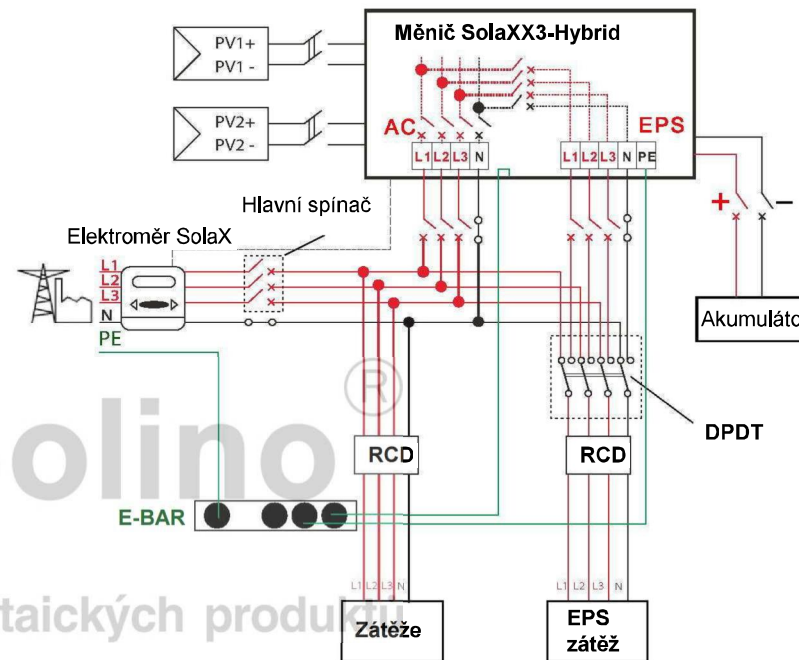 Měnič SolaXX3-Hybrid
PV1+
PV1 -
PV2+
PV2 -
AC
EPS
L1 L2 L3 N
L1 L2 L3 N PE
Hlavní spínač
Elektroměr SolaX
+ –
L1
L2
L3
N
PE
Akumuláto
DPDT
®
olino
RCD
RCD
E-BAR
L1 L2 L3 N
L1 L2 L3 N
taických produktů
Zátěže
EPS
zátěž